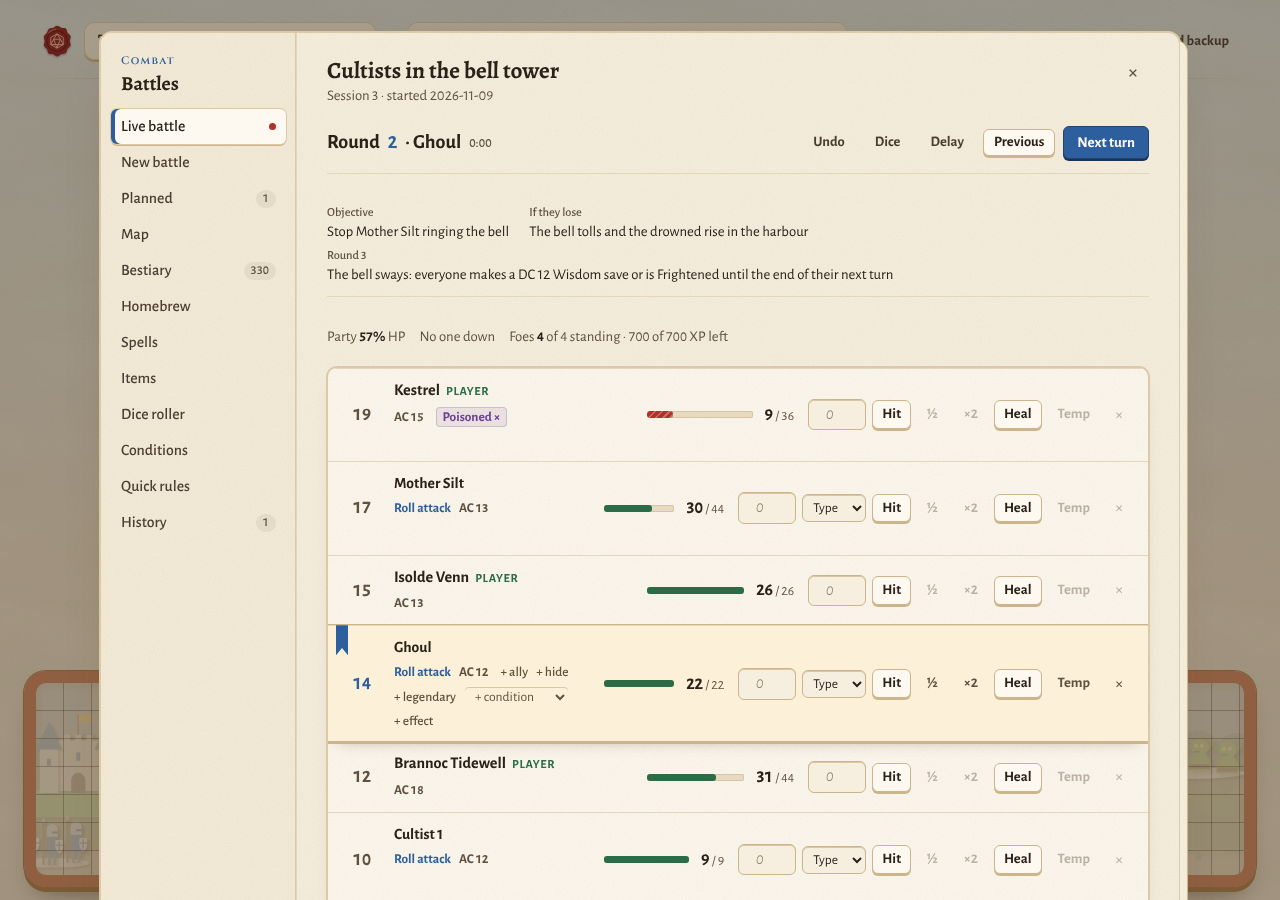 d backup
COMBAT
Battles
Live battle
New battle
Planned 1
Map
Bestiary 330
Homebrew
Spells
Items
Dice roller
Conditions
Quick rules
History 1
Cultists in the bell tower ×
Session 3 · started 2026-11-09
Round 2 · Ghoul 0:00 Undo Dice Delay Previous Next turn
Objective If they lose
Stop Mother Silt ringing the bell The bell tolls and the drowned rise in the harbour
Round 3
The bell sways: everyone makes a DC 12 Wisdom save or is Frightened until the end of their next turn
Party 57% HP No one down Foes 4 of 4 standing · 700 of 700 XP left
Kestrel PLAYER
19 AC 15 Poisoned × 9 / 36 0 Hit ½ ×2 Heal Temp ×
Mother Silt
17 Roll attack AC 13 30 / 44 0 Type Hit ½ ×2 Heal Temp ×
Isolde Venn PLAYER
15 AC 13 26 / 26 0 Hit ½ ×2 Heal Temp ×
Ghoul
14 Roll attack AC 12 + ally + hide 22 / 22 0 Type Hit ½ ×2 Heal Temp ×
+ legendary + condition
+ effect
Brannoc Tidewell PLAYER
12 AC 18 31 / 44 0 Hit ½ ×2 Heal Temp ×
Cultist 1
10 Roll attack AC 12 9 / 9 0 Type Hit ½ ×2 Heal Temp ×